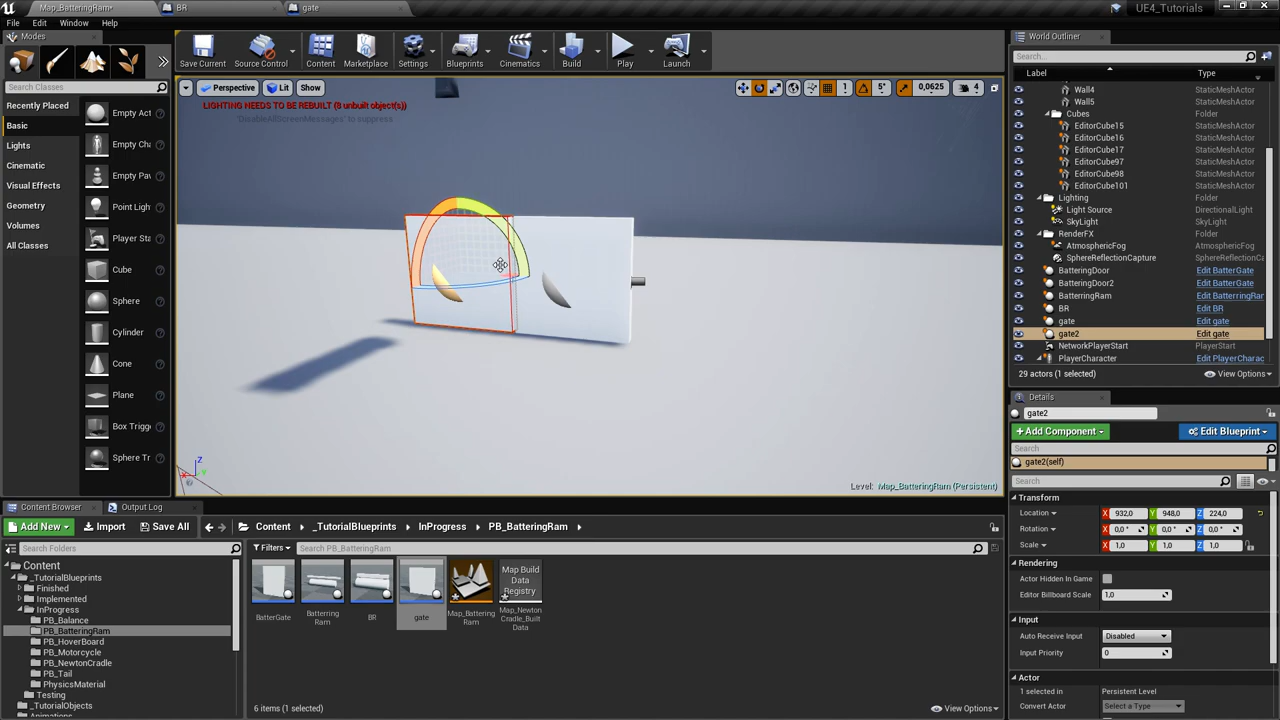 Map_BatteringRam*
BR
gate
UE4_Tutorials
File Edit Window Help
Modes
Save Current
Source Control
Content
Marketplace
Settings
Blueprints
Cinematics
Build
Play
Launch
Search Classes
Recently Placed
Basic
Lights
Cinematic
Visual Effects
Geometry
Volumes
All Classes
Empty Act
Empty Cha
Empty Paw
Point Ligh
Player Sta
Cube
Sphere
Cylinder
Cone
Plane
Box Trigge
Sphere Tr
Perspective
Lit
Show
1
5°
0,0625
4
LIGHTING NEEDS TO BE REBUILT (8 unbuilt object(s))
'DisableAllScreenMessages' to suppress
Z
X
Y
Level: Map_BatteringRam (Persistent)
World Outliner
Search...
Label Type
Wall4 StaticMeshActor
Wall5 StaticMeshActor
Cubes Folder
EditorCube15 StaticMeshActor
EditorCube16 StaticMeshActor
EditorCube17 StaticMeshActor
EditorCube97 StaticMeshActor
EditorCube98 StaticMeshActor
EditorCube101 StaticMeshActor
Lighting Folder
Light Source DirectionalLight
SkyLight SkyLight
RenderFX Folder
AtmosphericFog AtmosphericFog
SphereReflectionCapture SphereReflectionCa
BatteringDoor Edit BatterGate
BatteringDoor2 Edit BatterGate
BatteringRam Edit BatterringRa
BR Edit BR
gate Edit gate
gate2 Edit gate
NetworkPlayerStart PlayerStart
PlayerCharacter Edit PlayerCharac
29 actors (1 selected)
View Options
Details
gate2
+Add Component
Edit Blueprint
Search
gate2(self)
Search
Transform
Location X 932,0 Y 948,0 Z 224,0
Rotation X 0,0 ° Y 0,0 ° Z 0,0 °
Scale X 1,0 Y 1,0 Z 1,0
Rendering
Actor Hidden In Game
Editor Billboard Scale 1,0
Input
Auto Receive Input Disabled
Input Priority 0
Actor
1 selected in Persistent Level
Convert Actor Select a Type
Content Browser
Output Log
Add New
Import
Save All
Content
_TutorialBlueprints
InProgress
PB_BatteringRam
Search Folders
Filters
Search PB_BatteringRam
Content
_TutorialBlueprints
Finished
Implemented
InProgress
PB_Balance
PB_BatteringRam
PB_HoverBoard
PB_Motorcycle
PB_NewtonCradle
PB_Tail
PhysicsMaterial
Testing
_TutorialObjects
Animations
BatterGate
Batterring
Ram
BR
gate
Map_Battering
Ram
Map Build
Data
Registry
Map_Newton
Cradle_Built
Data
6 items (1 selected)
View Options